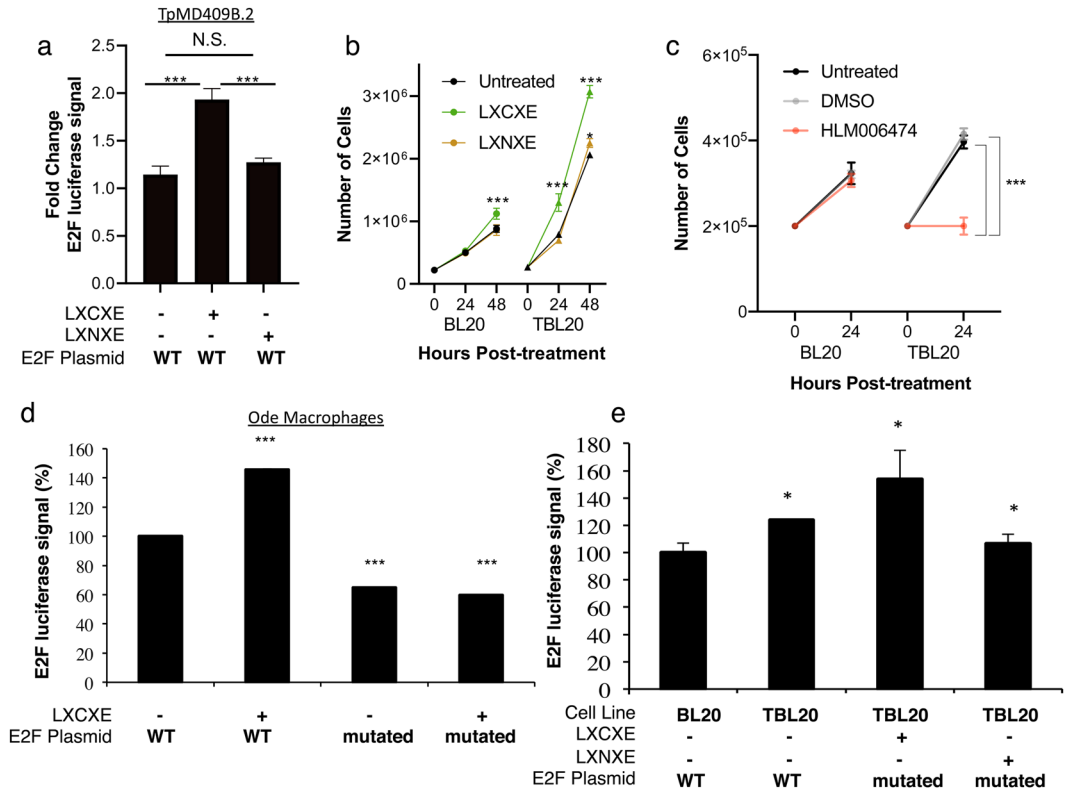 TpMD409B.2
a
N.S.
***
***
2.5
2.0
1.5
1.0
0.5
0.0
Fold Change
E2F luciferase signal
LXCXE - + -
LXNXE - - +
E2F Plasmid WT WT WT
b
Untreated
LXCXE
LXNXE
3×10⁶
2×10⁶
1×10⁶
0
Number of Cells
***
***
***
*
0 24 48 0 24 48
BL20 TBL20
Hours Post-treatment
c
Untreated
DMSO
HLM006474
6×10⁵
4×10⁵
2×10⁵
0
Number of Cells
***
0 24 0 24
BL20 TBL20
Hours Post-treatment
d
Ode Macrophages
***
***
***
160
140
120
100
80
60
40
20
0
E2F luciferase signal (%)
LXCXE - + - +
E2F Plasmid WT WT mutated mutated
e
*
*
*
180
160
140
120
100
80
60
40
20
0
E2F luciferase signal (%)
Cell Line BL20 TBL20 TBL20 TBL20
LXCXE - - + -
LXNXE - - - +
E2F Plasmid WT WT mutated mutated